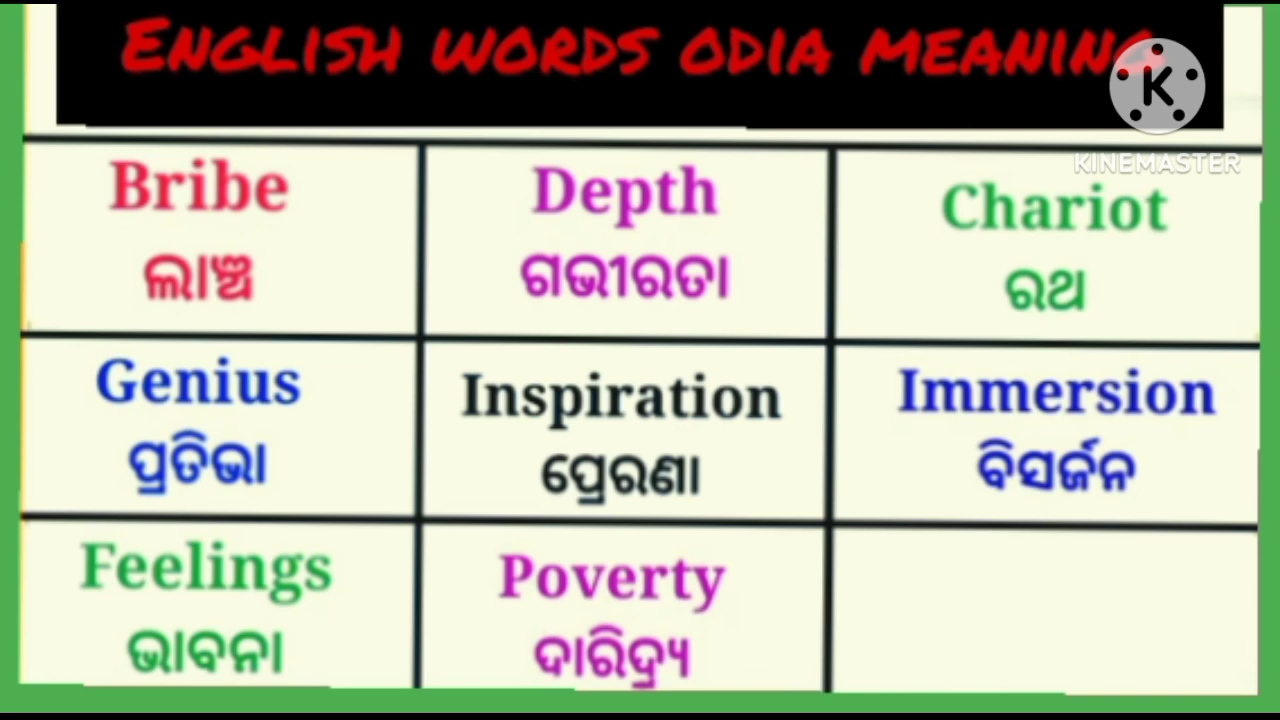 ENGLISH WORDS ODIA MEANING
K
KINEMASTER
Bribe
ଲାଞ୍ଚ
Depth
ଗଭୀରତା
Chariot
ରଥ
Genius
ପ୍ରତିଭା
Inspiration
ପ୍ରେରଣା
Immersion
ବିସର୍ଜନ
Feelings
ଭାବନା
Poverty
ଦାରିଦ୍ର୍ୟ